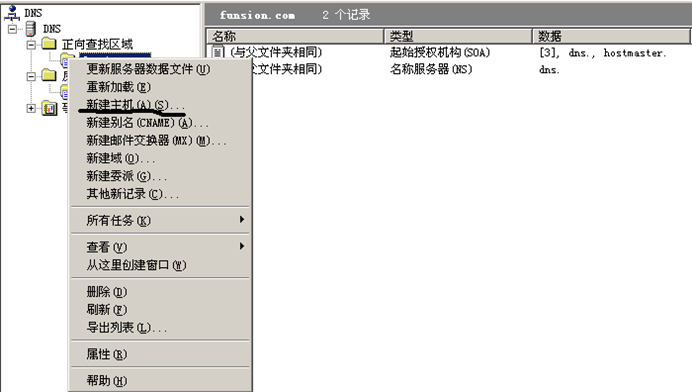 DNS
funsion.com 2 个记录
DNS
正向查找区域
名称 类型 数据
(与父文件夹相同) 起始授权机构(SOA) [3], dns., hostmaster.
父文件夹相同) 名称服务器(NS) dns.
更新服务器数据文件(U)
重新加载(E)
新建主机(A)(S)...
新建别名(CNAME)(A)...
新建邮件交换器(MX)(M)...
新建域(O)...
新建委派(G)...
其他新记录(C)...
所有任务(K)
查看(V)
从这里创建窗口(W)
删除(D)
刷新(F)
导出列表(L)...
属性(R)
帮助(H)